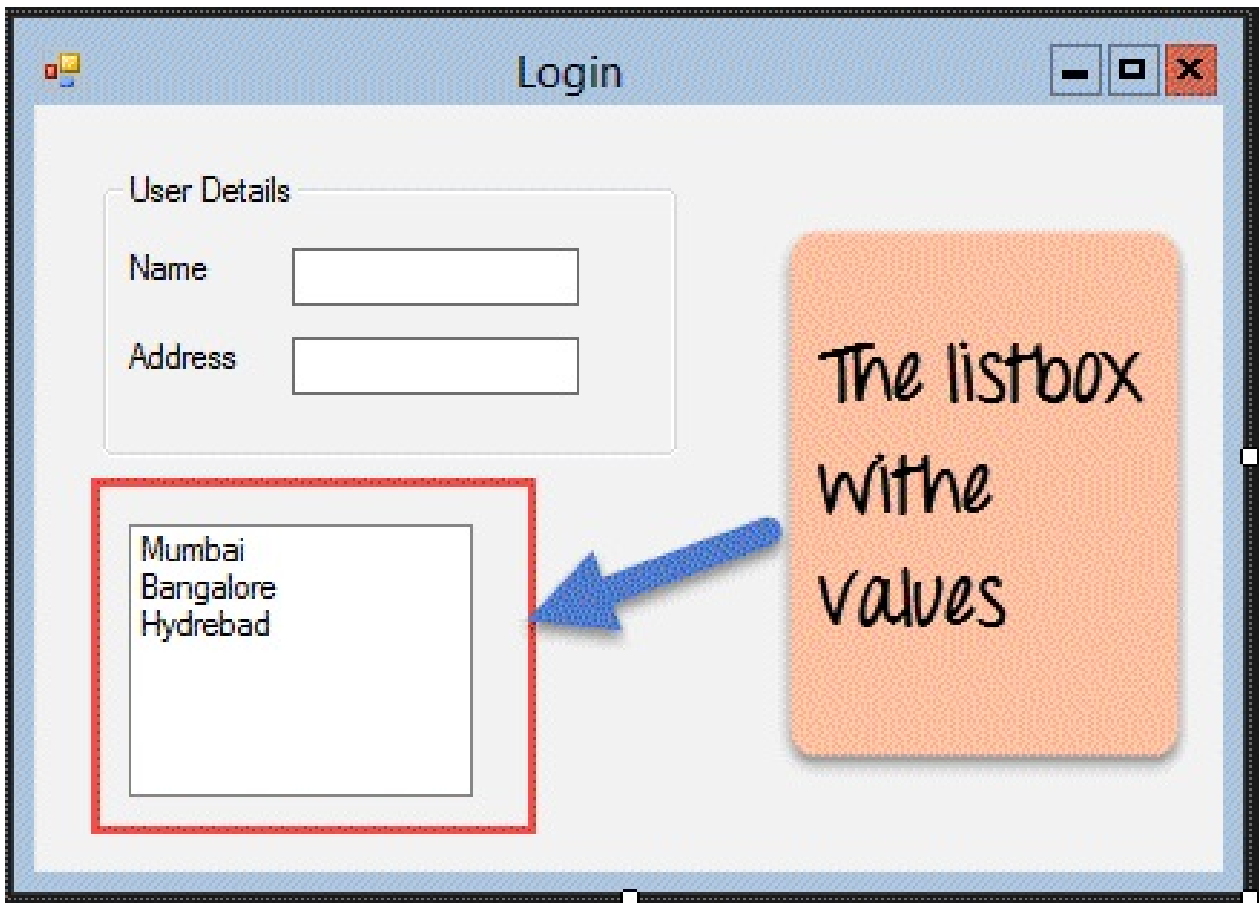 Login
User Details
Name
Address
Mumbai
Bangalore
Hydrebad
The listbox
withe
values